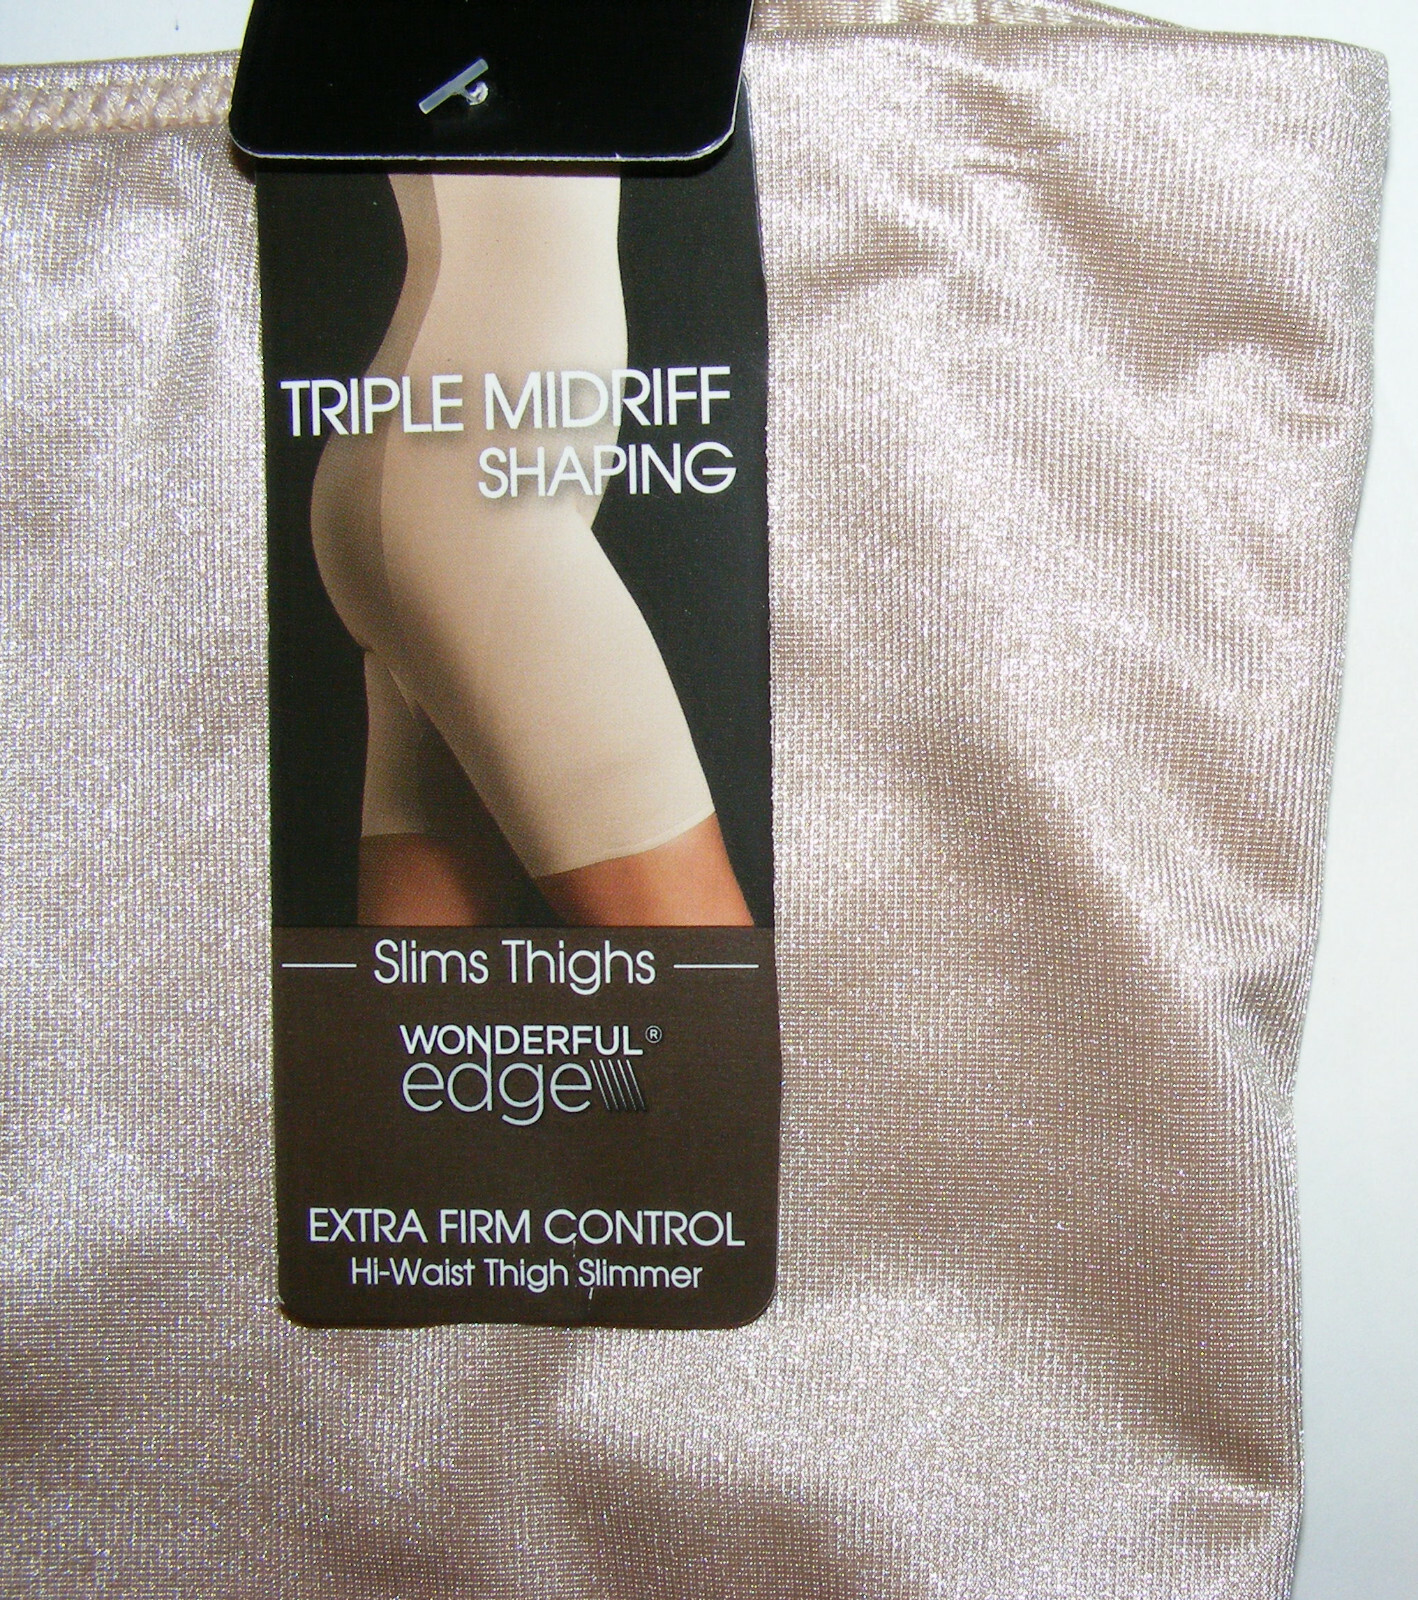 TRIPLE MIDRIFF
SHAPING
Slims Thighs
WONDERFUL®
edge
EXTRA FIRM CONTROL
Hi-Waist Thigh Slimmer